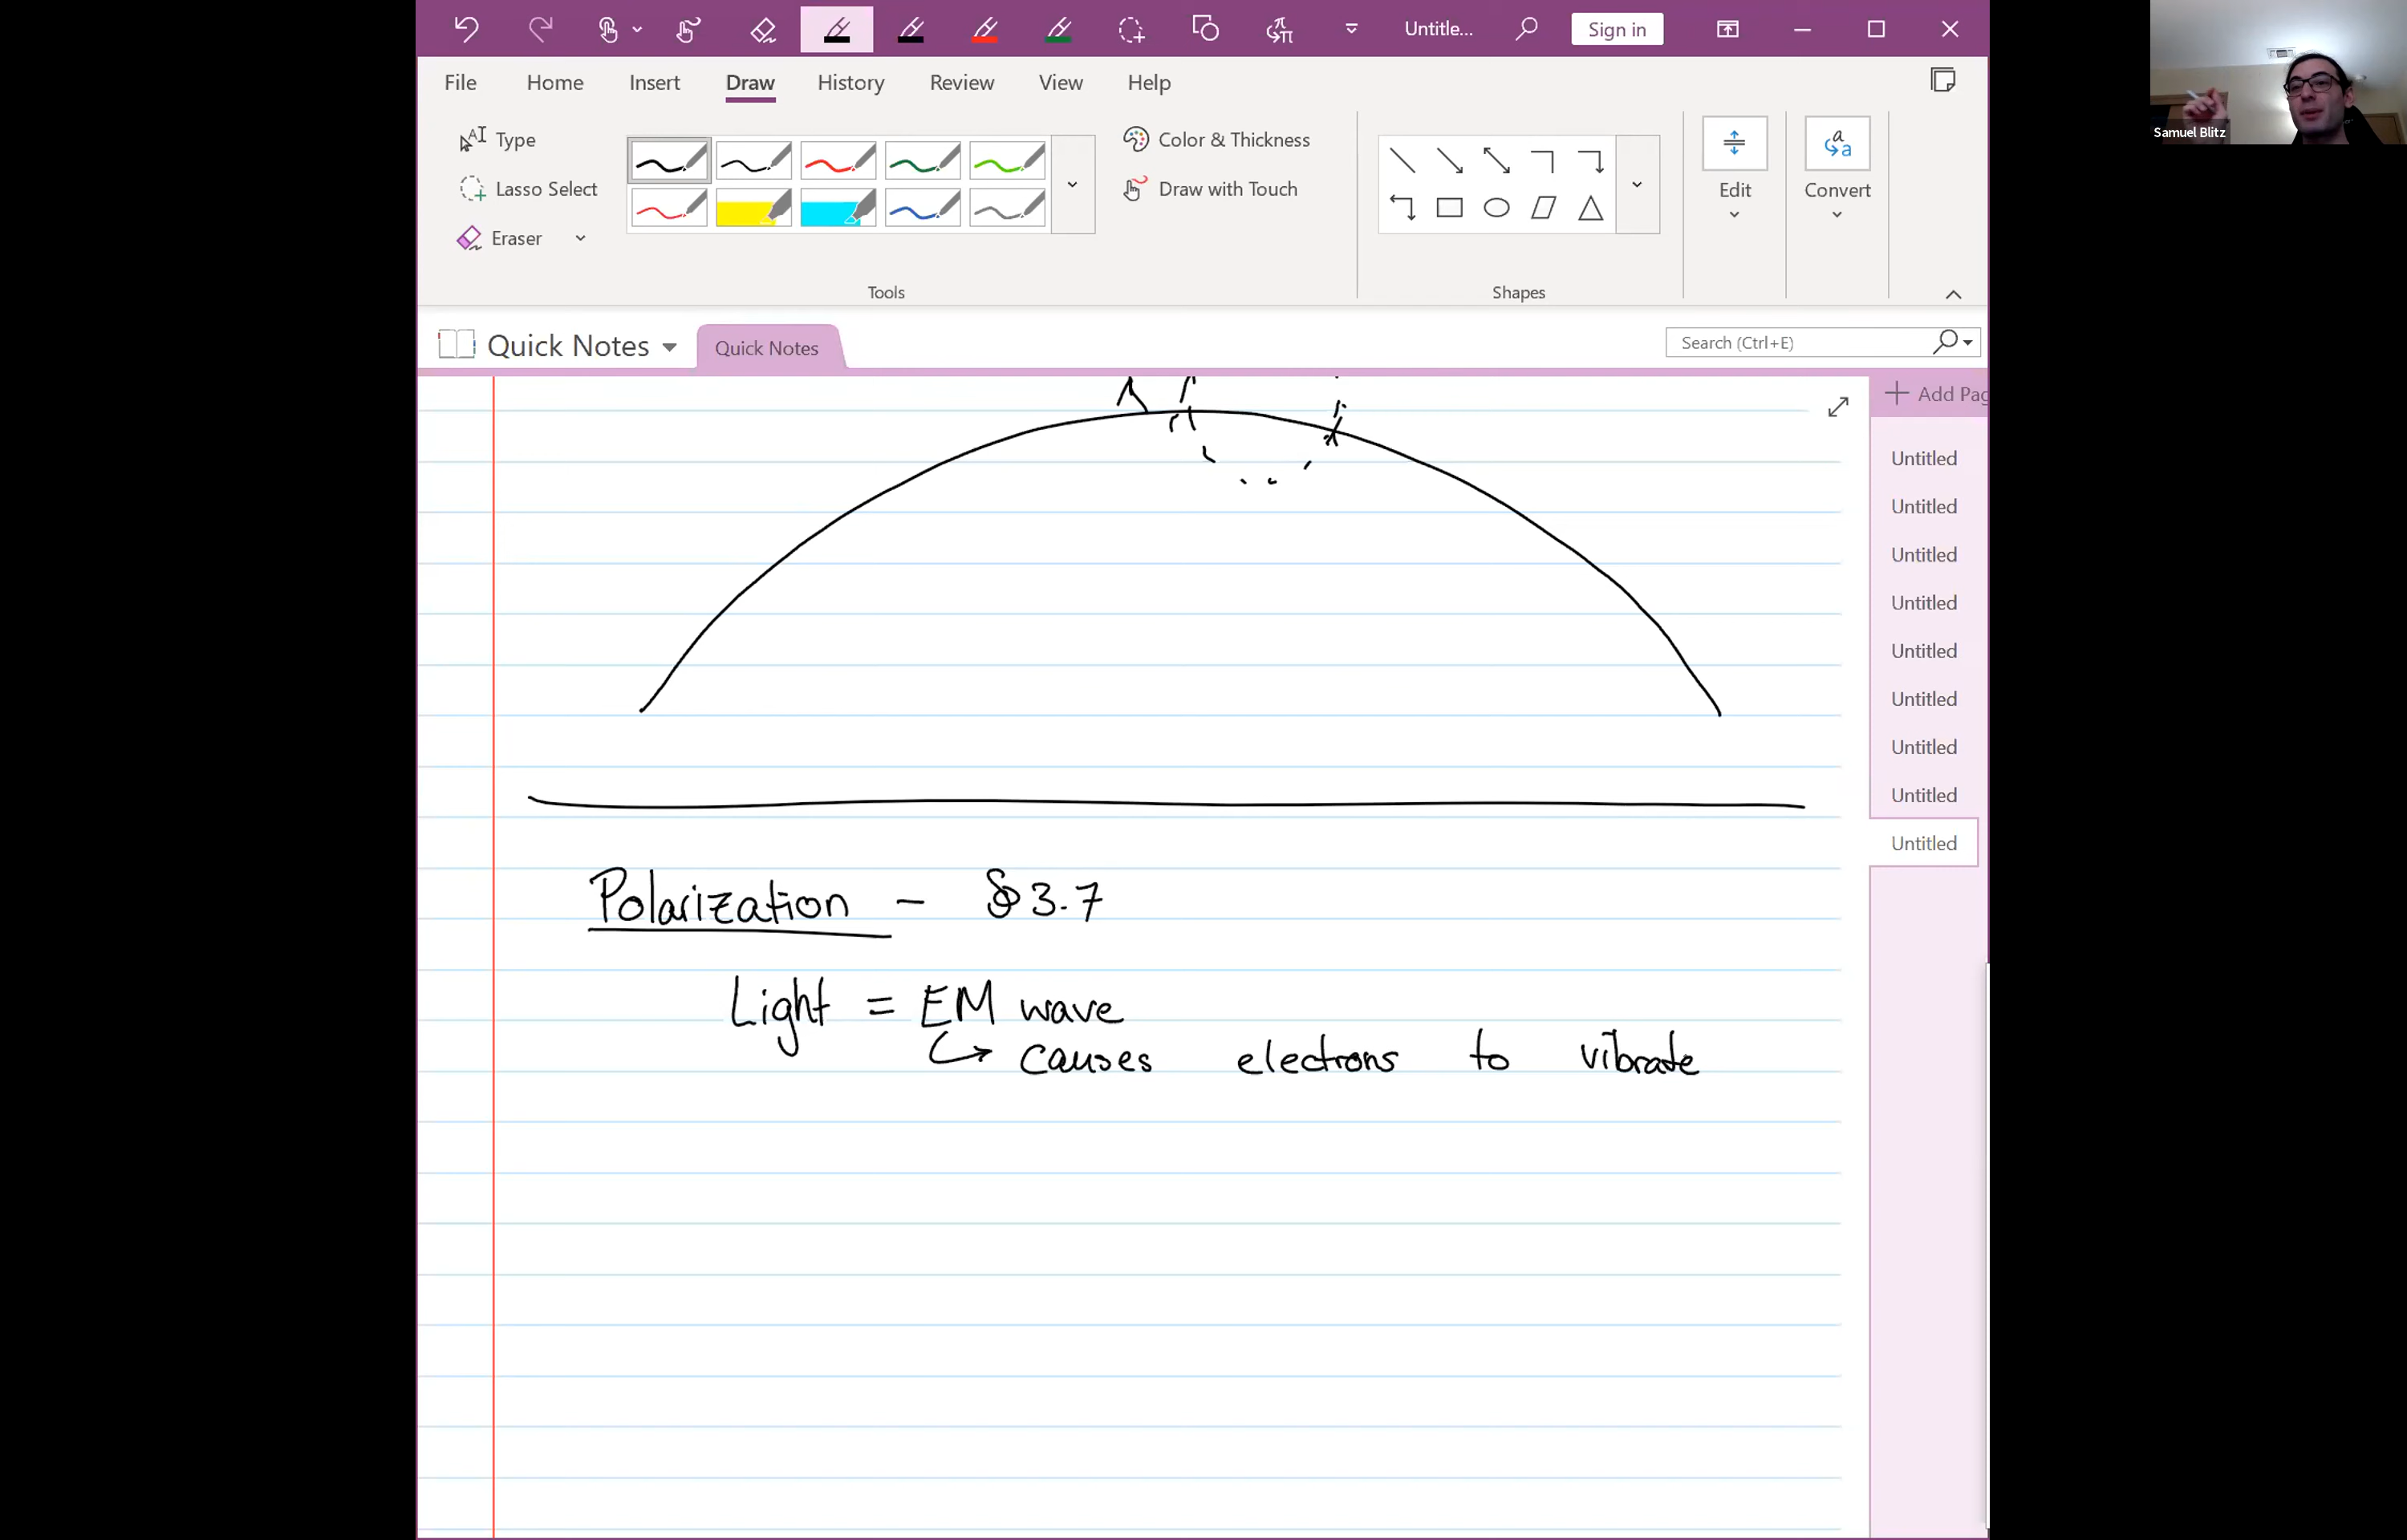 Untitle...
Sign in
File Home Insert Draw History Review View Help
Type
Lasso Select
Eraser
Color & Thickness
Draw with Touch
Edit
Convert
Tools
Shapes
Samuel Blitz
Quick Notes
Quick Notes
Search (Ctrl+E)
Add Pag
Untitled
Untitled
Untitled
Untitled
Untitled
Untitled
Untitled
Untitled
Untitled
Polarization - §3.7
Light = EM wave
causes electrons to vibrate